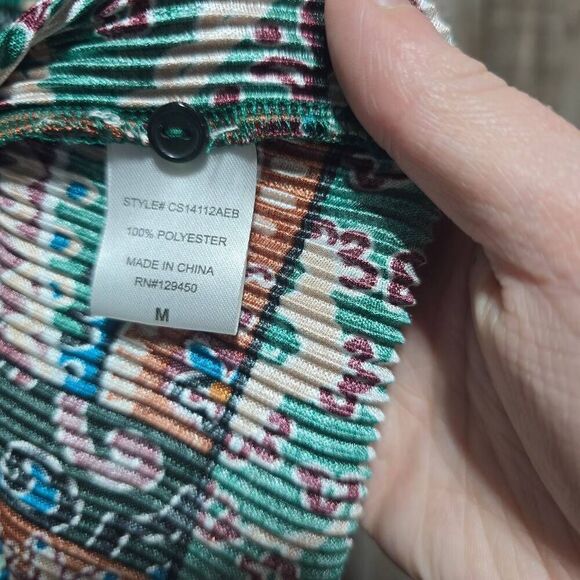 STYLE# CS14112AEB
100% POLYESTER
MADE IN CHINA
RN#129450
M